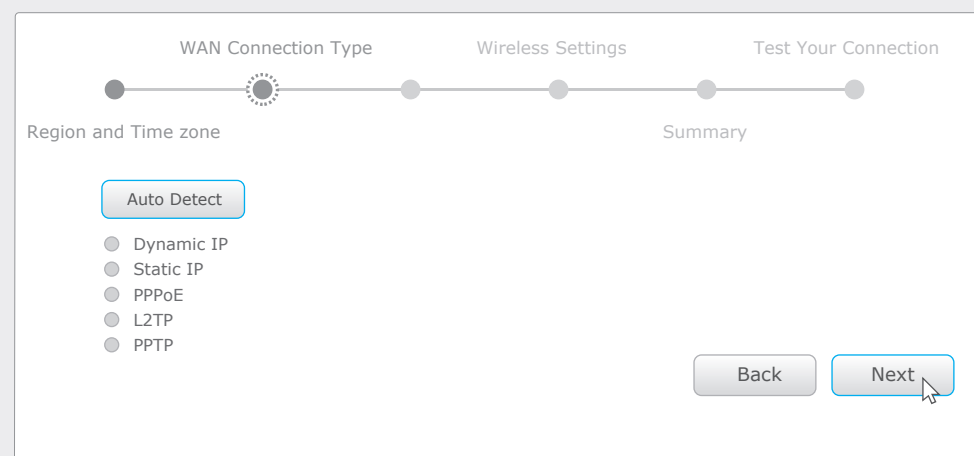 WAN Connection Type Wireless Settings Test Your Connection
Region and Time zone Summary
Auto Detect
Dynamic IP
Static IP
PPPoE
L2TP
PPTP
Back Next